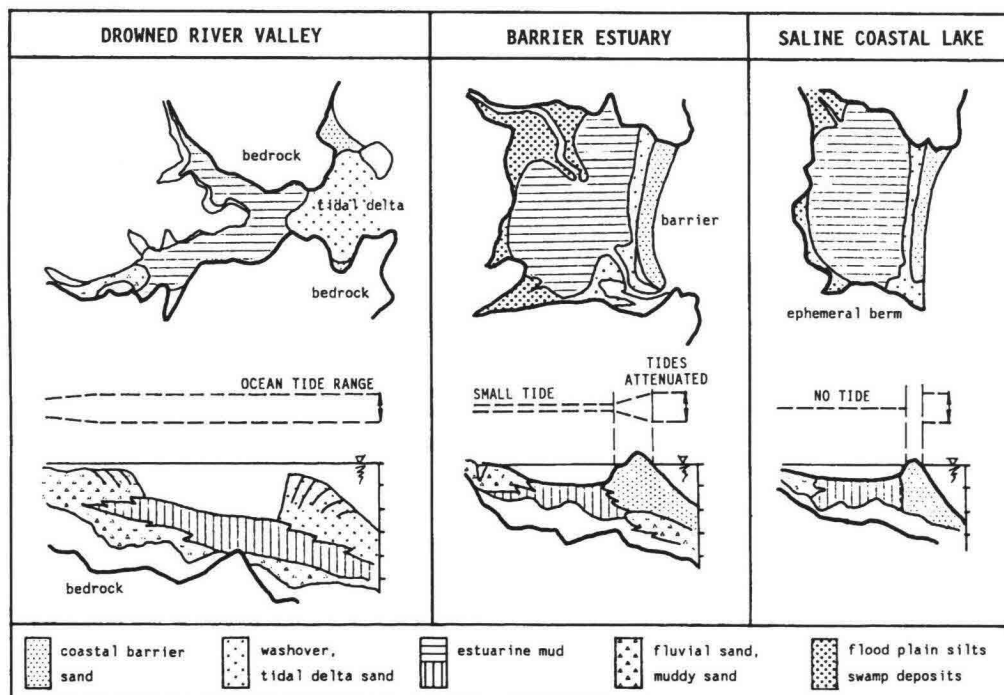 DROWNED RIVER VALLEY
BARRIER ESTUARY
SALINE COASTAL LAKE
bedrock
tidal delta
bedrock
barrier
ephemeral berm
OCEAN TIDE RANGE
TIDES
ATTENUATED
SMALL TIDE
NO TIDE
bedrock
coastal barrier
sand
washover,
tidal delta sand
estuarine mud
fluvial sand,
muddy sand
flood plain silts
swamp deposits